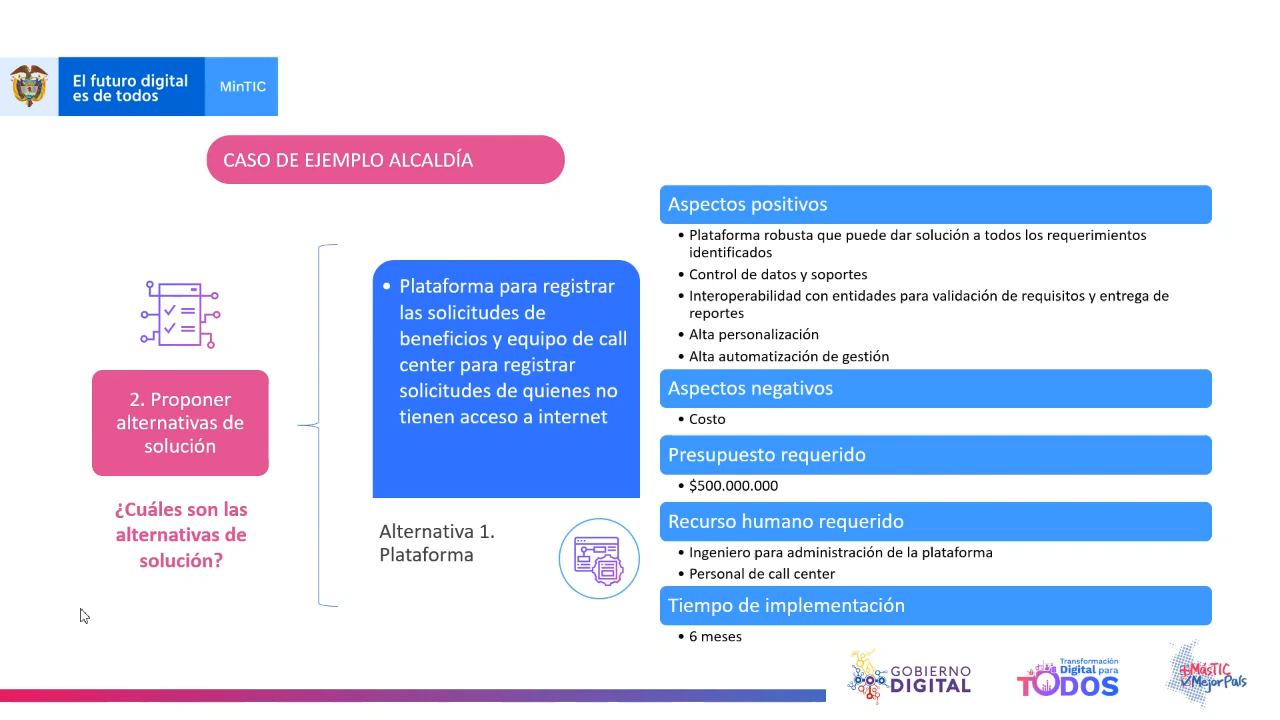 El futuro digital
es de todos
MinTIC
CASO DE EJEMPLO ALCALDÍA
2. Proponer
alternativas de
solución
¿Cuáles son las
alternativas de
solución?
• Plataforma para registrar
las solicitudes de
beneficios y equipo de call
center para registrar
solicitudes de quienes no
tienen acceso a internet
Alternativa 1.
Plataforma
Aspectos positivos
• Plataforma robusta que puede dar solución a todos los requerimientos
identificados
• Control de datos y soportes
• Interoperabilidad con entidades para validación de requisitos y entrega de
reportes
• Alta personalización
• Alta automatización de gestión
Aspectos negativos
• Costo
Presupuesto requerido
• $500.000.000
Recurso humano requerido
• Ingeniero para administración de la plataforma
• Personal de call center
Tiempo de implementación
• 6 meses
GOBIERNO
DIGITAL
Transformación
Digital para
TODOS
+MásTIC
✓MejorPaís